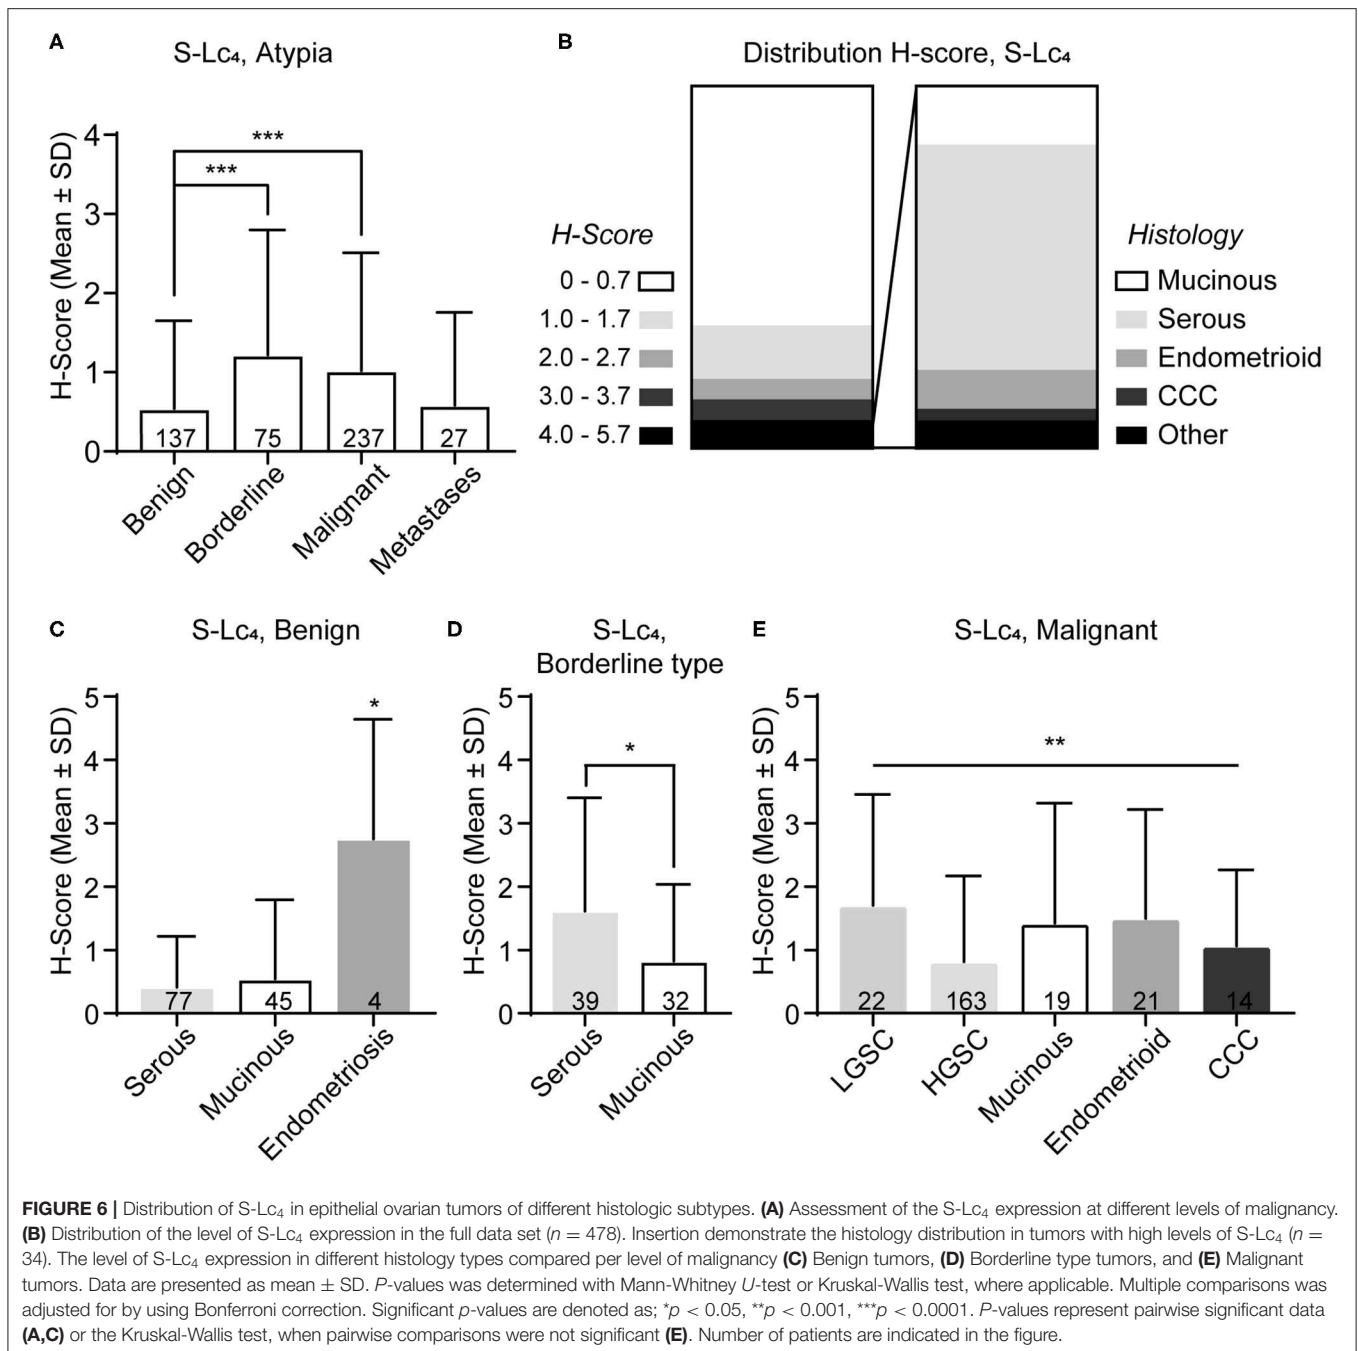 A
S-Lc₄, Atypia
H-Score (Mean ± SD)
4
3
2
1
0
***
***
137
75
237
27
Benign
Borderline
Malignant
Metastases
B
Distribution H-score, S-Lc₄
H-Score
0 - 0.7
1.0 - 1.7
2.0 - 2.7
3.0 - 3.7
4.0 - 5.7
Histology
Mucinous
Serous
Endometrioid
CCC
Other
C
S-Lc₄, Benign
H-Score (Mean ± SD)
5
4
3
2
1
0
*
77
45
4
Serous
Mucinous
Endometriosis
D
S-Lc₄,
Borderline type
H-Score (Mean ± SD)
5
4
3
2
1
0
*
39
32
Serous
Mucinous
E
S-Lc₄, Malignant
H-Score (Mean ± SD)
5
4
3
2
1
0
**
22
163
19
21
14
LGSC
HGSC
Mucinous
Endometrioid
CCC
FIGURE 6 | Distribution of S-Lc₄ in epithelial ovarian tumors of different histologic subtypes. (A) Assessment of the S-Lc₄ expression at different levels of malignancy.
(B) Distribution of the level of S-Lc₄ expression in the full data set (n = 478). Insertion demonstrate the histology distribution in tumors with high levels of S-Lc₄ (n =
34). The level of S-Lc₄ expression in different histology types compared per level of malignancy (C) Benign tumors, (D) Borderline type tumors, and (E) Malignant
tumors. Data are presented as mean ± SD. P-values was determined with Mann-Whitney U-test or Kruskal-Wallis test, where applicable. Multiple comparisons was
adjusted for by using Bonferroni correction. Significant p-values are denoted as; *p < 0.05, **p < 0.001, ***p < 0.0001. P-values represent pairwise significant data
(A,C) or the Kruskal-Wallis test, when pairwise comparisons were not significant (E). Number of patients are indicated in the figure.